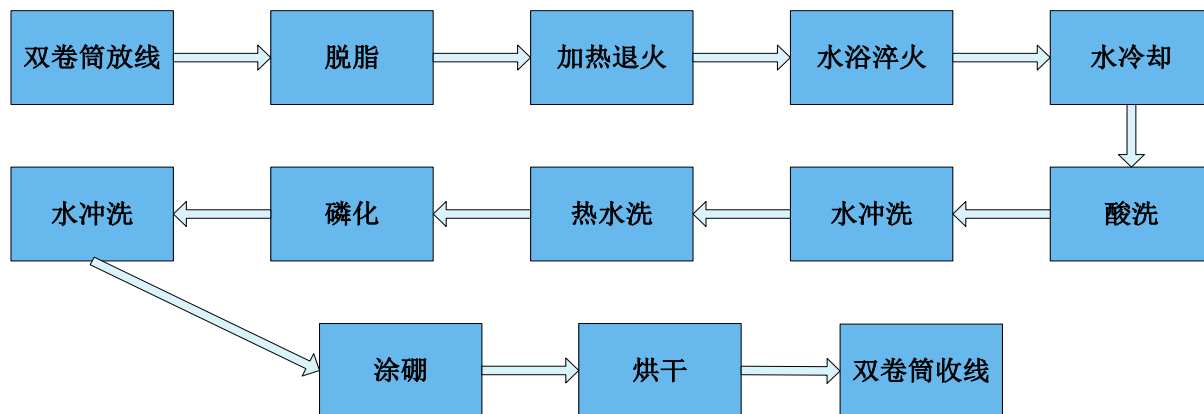 双卷筒放线
脱脂
加热退火
水浴淬火
水冷却
酸洗
水冲洗
热水洗
磷化
水冲洗
涂硼
烘干
双卷筒收线